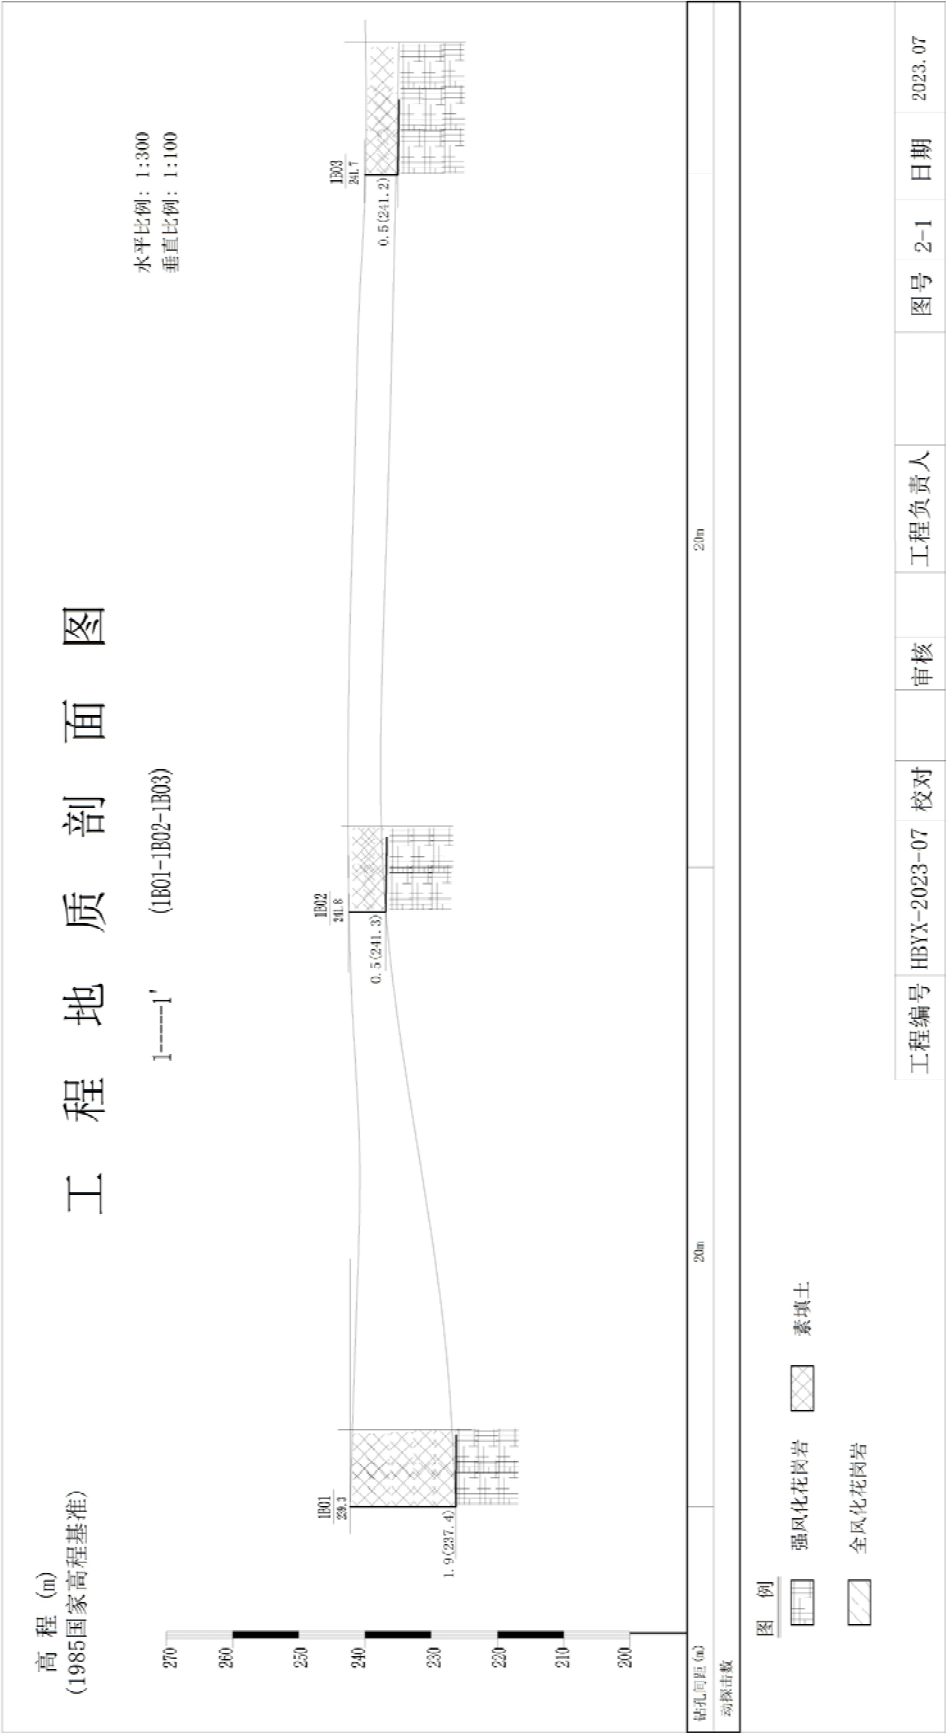 工程地质剖面图
1-----1' (1B01-1B02-1B03)
高程 (m)
(1985国家高程基准)
水平比例: 1:300
垂直比例: 1:100
270
260
250
240
230
220
210
200
1B01
239.3
1.9(237.4)
1B02
241.8
0.5(241.3)
1B03
241.7
0.5(241.2)
钻孔间距(m) 20m 20m
动探击数
图 例
强风化花岗岩 素填土
全风化花岗岩
工程编号 HBYX-2023-07 校对 审核 工程负责人 图号 2-1 日期 2023.07